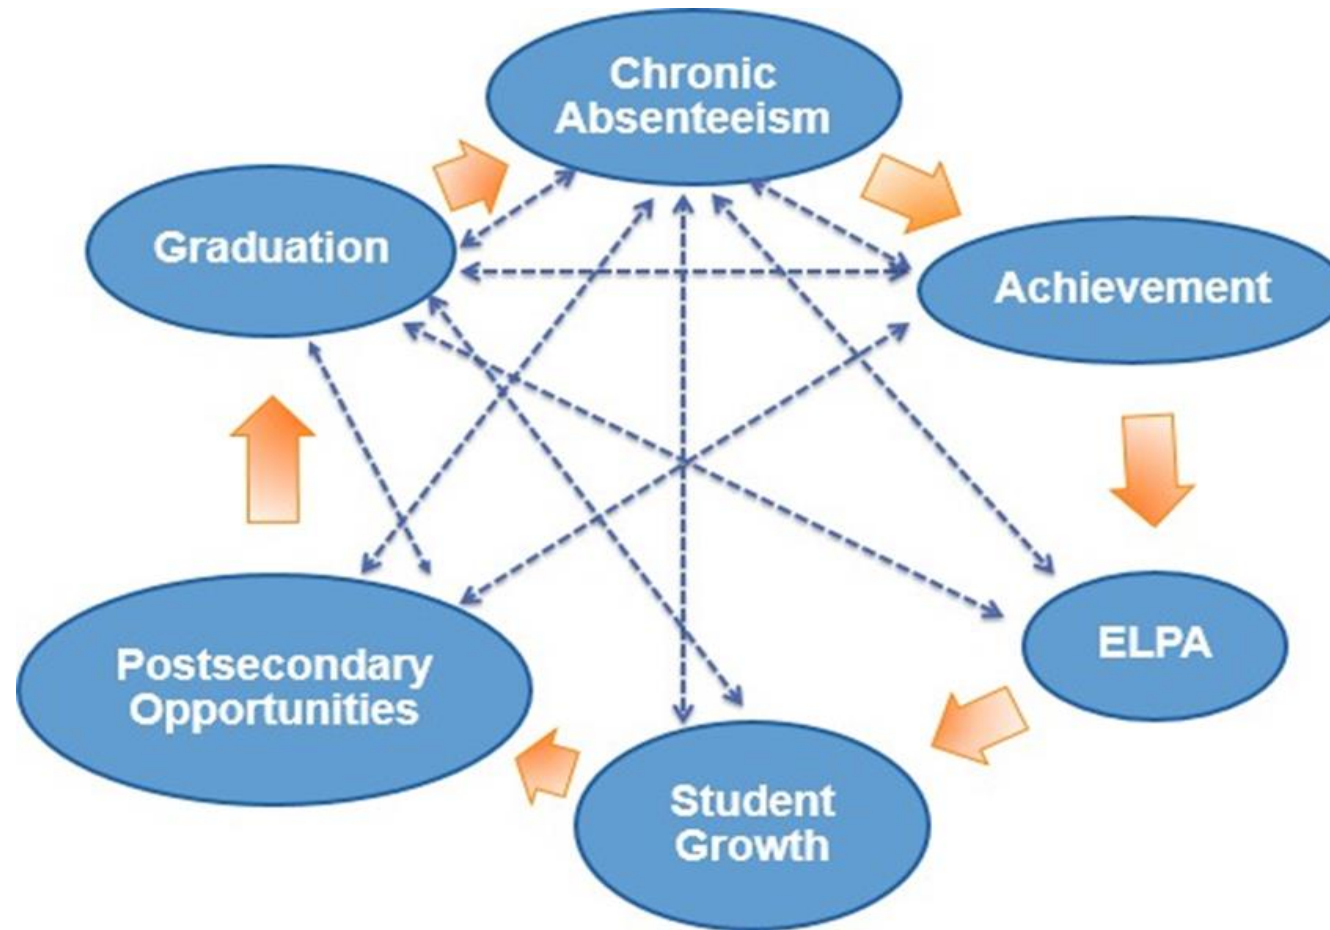 Chronic
Absenteeism
Graduation
Achievement
ELPA
Postsecondary
Opportunities
Student
Growth